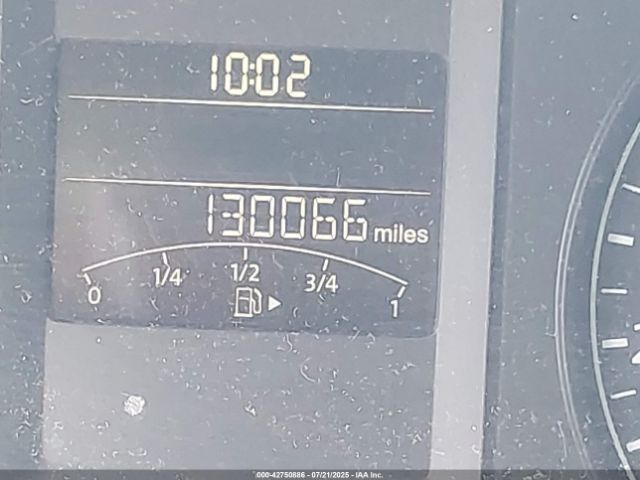 10:02
130066 miles
0 1/4 1/2 3/4 1
000-42750886 - 07/21/2025 - IAA Inc.